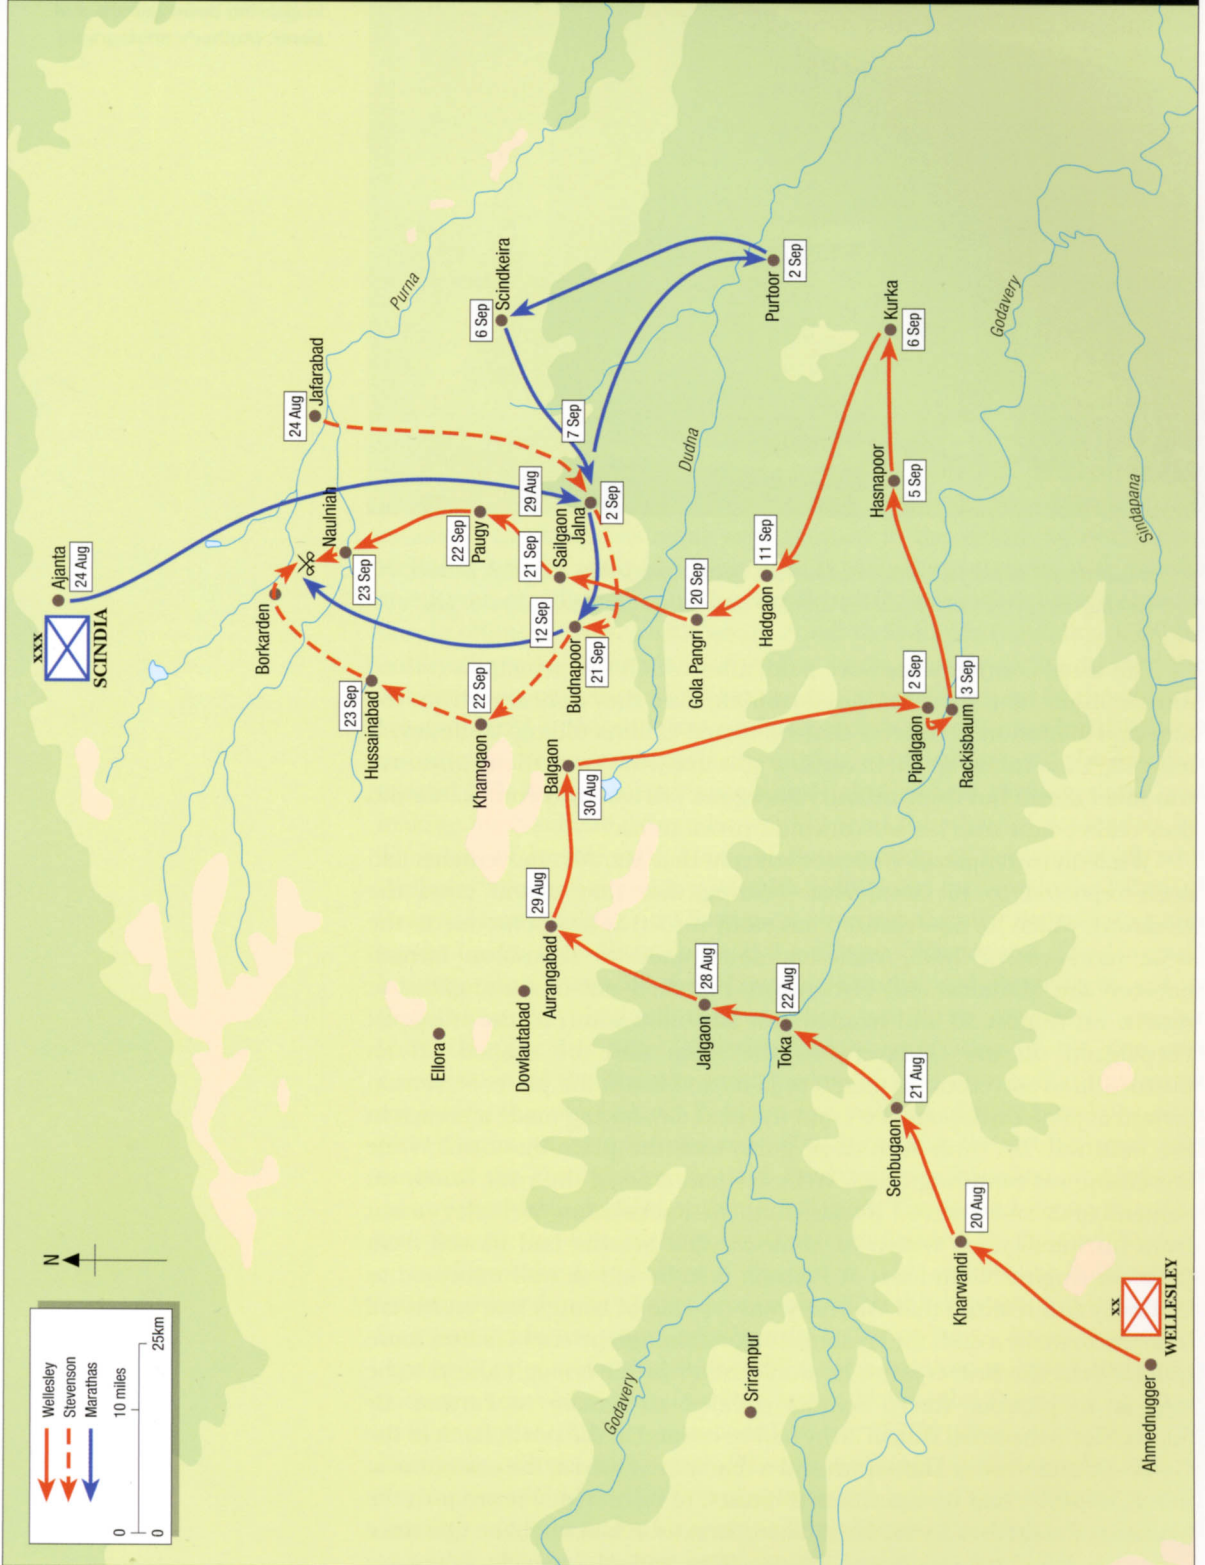 Wellesley
Stevenson
Marathas
0
10 miles
0
25km
N
XXX
SCINDIA
Ajanta
24 Aug
Purna
Jafarabad
24 Aug
Scindkeira
6 Sep
Borkarden
Naulniah
23 Sep
Hussainabad
23 Sep
Paugy
22 Sep
Khamgaon
22 Sep
29 Aug
Sailgaon
21 Sep
Jalna
2 Sep
7 Sep
12 Sep
Budnapoor
21 Sep
Purtoor
2 Sep
Dudna
Ellora
Dowlautabad
Aurangabad
29 Aug
Balgaon
30 Aug
Gola Pangri
20 Sep
Hadgaon
11 Sep
Kurka
6 Sep
Hasnapoor
5 Sep
Godavery
Pipalgaon
2 Sep
Rackisbaum
3 Sep
Sindapana
Jalgaon
28 Aug
Toka
22 Aug
Godavery
Srirampur
Senbugaon
21 Aug
Kharwandi
20 Aug
XX
WELLESLEY
Ahmednugger